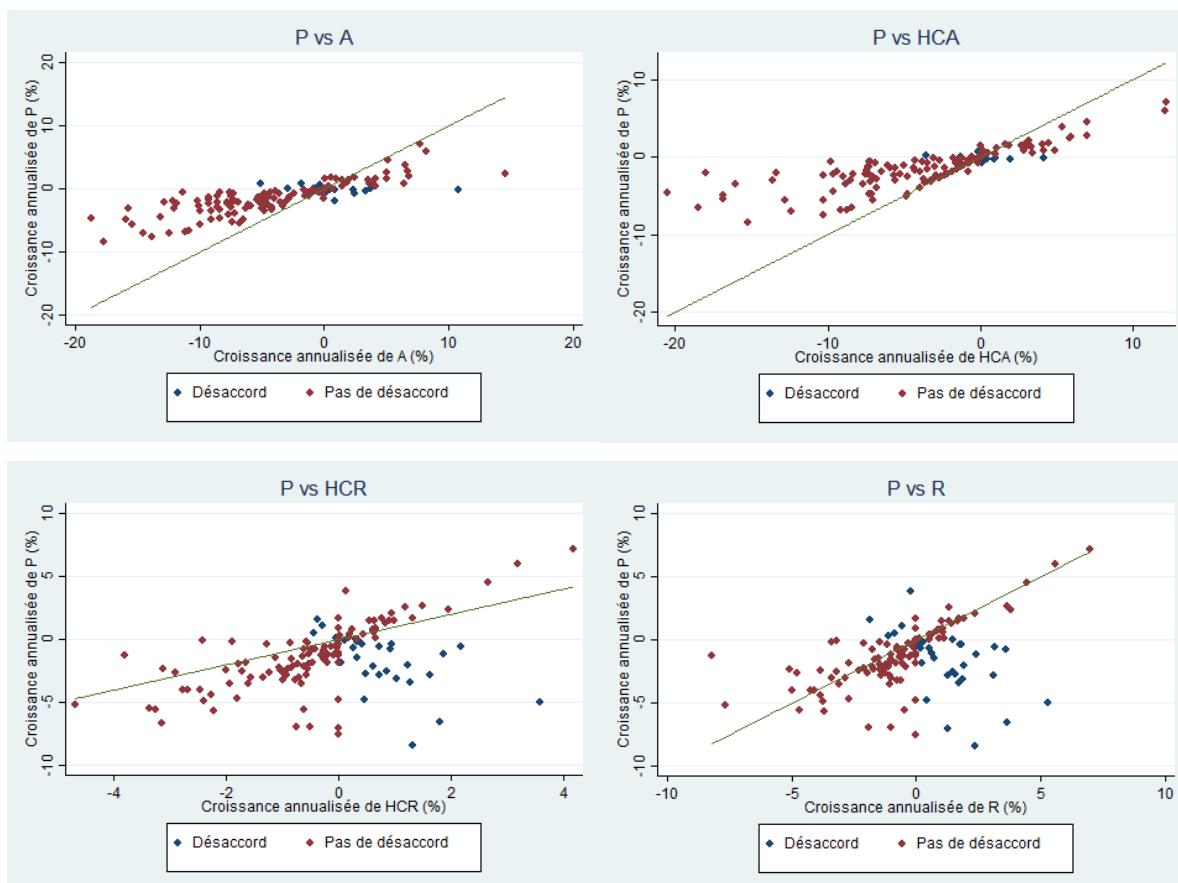 P vs A
Croissance annualisée de P (%)
20
10
0
-10
-20
-20
-10
0
10
20
Croissance annualisée de A (%)
Désaccord
Pas de désaccord
P vs HCA
Croissance annualisée de P (%)
10
0
-10
-20
-20
-10
0
10
Croissance annualisée de HCA (%)
Désaccord
Pas de désaccord
P vs HCR
Croissance annualisée de P (%)
10
5
0
-5
-10
-4
-2
0
2
4
Croissance annualisée de HCR (%)
Désaccord
Pas de désaccord
P vs R
Croissance annualisée de P (%)
10
5
0
-5
-10
-10
-5
0
5
10
Croissance annualisée de R (%)
Désaccord
Pas de désaccord